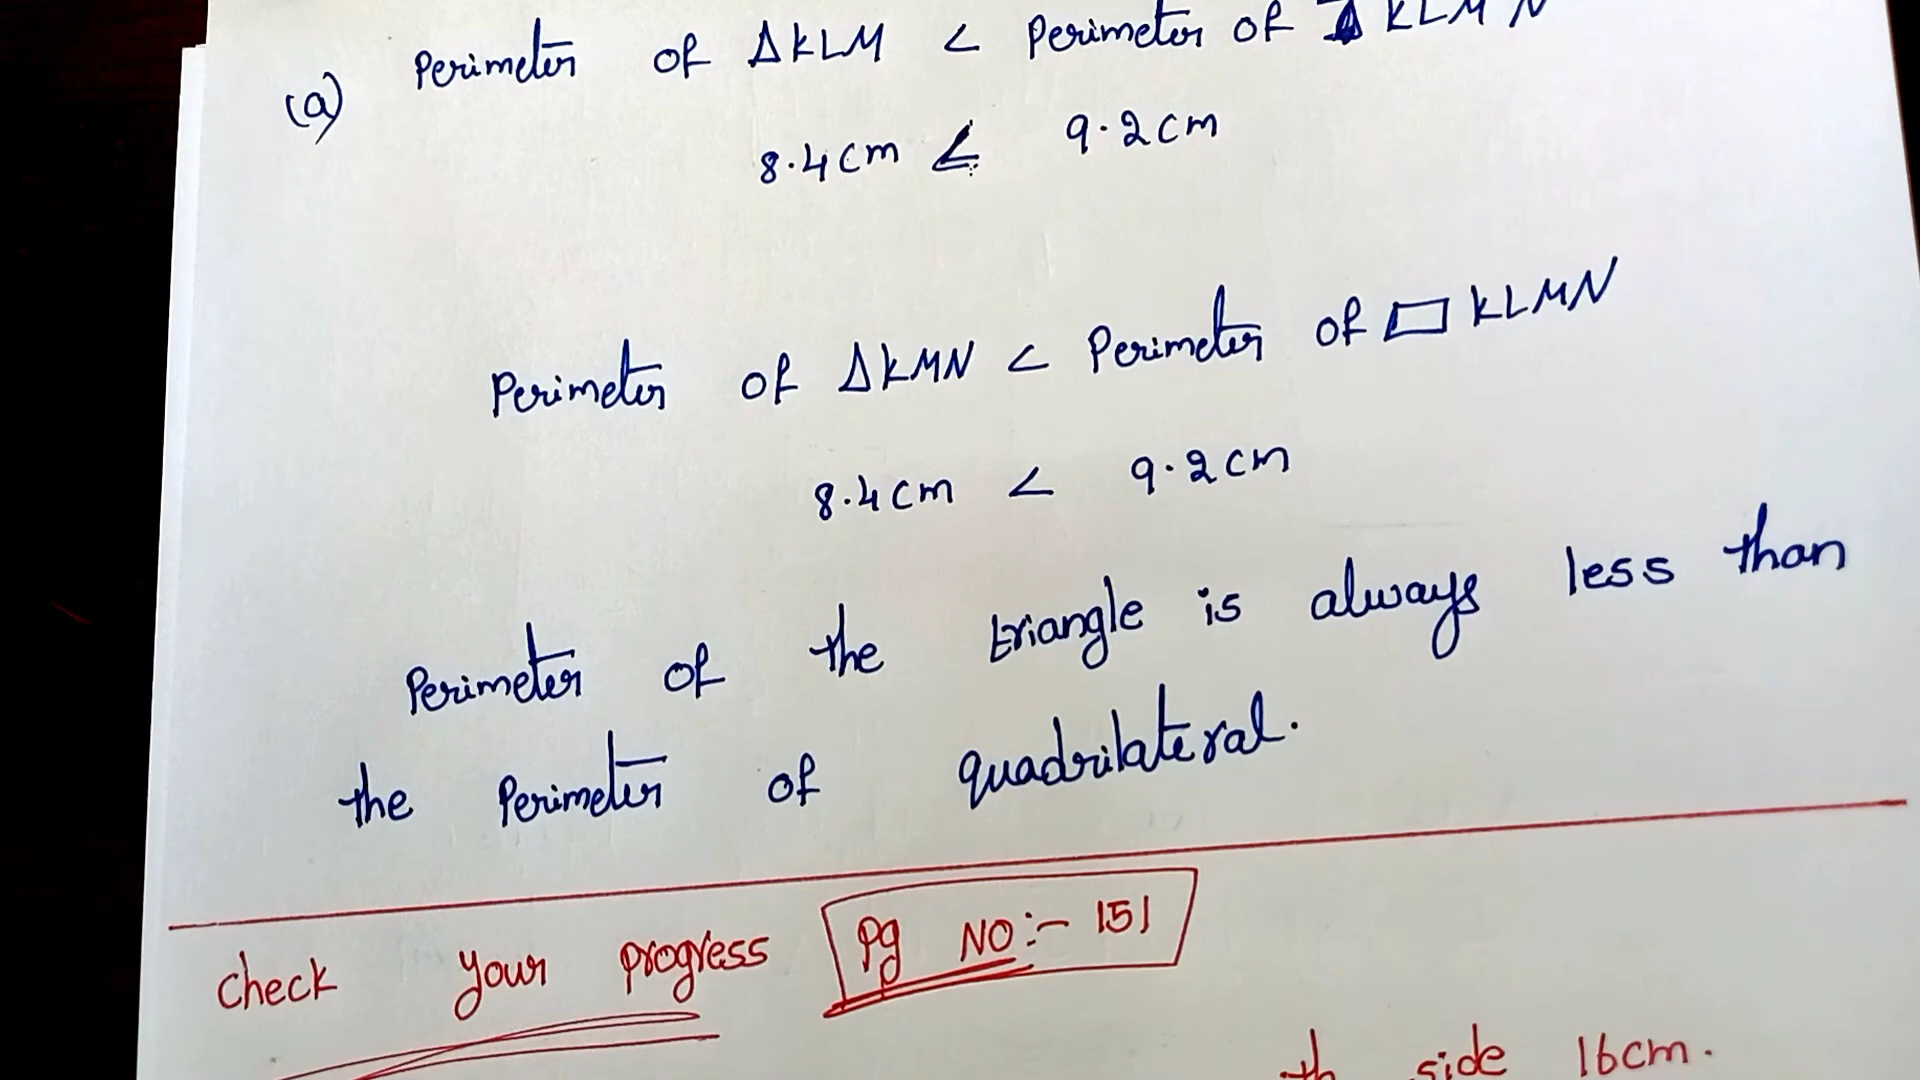 (a) Perimeter of ΔKLM < Perimeter of KLMN
8.4cm < 9.2cm
Perimeter of ΔKMN < Perimeter of ▭ KLMN
8.4cm < 9.2cm
Perimeter of the triangle is always less than
the Perimeter of quadrilateral.
check your progress Pg NO:- 151
side 16cm.